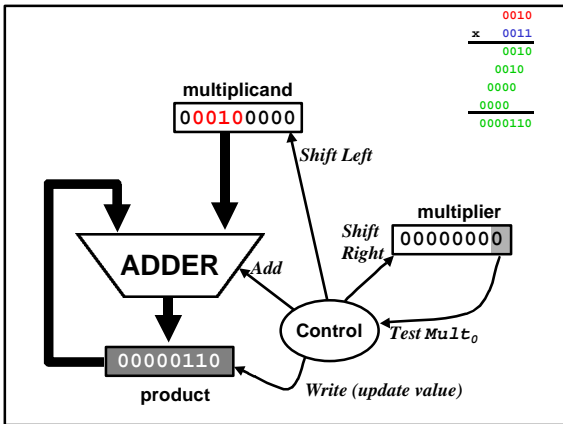 0010
x 0011
0010
0010
0000
0000
0000110
multiplicand
000100000
Shift Left
multiplier
00000000
Shift
Right
ADDER
Add
Control
Test Mult0
00000110
product
Write (update value)